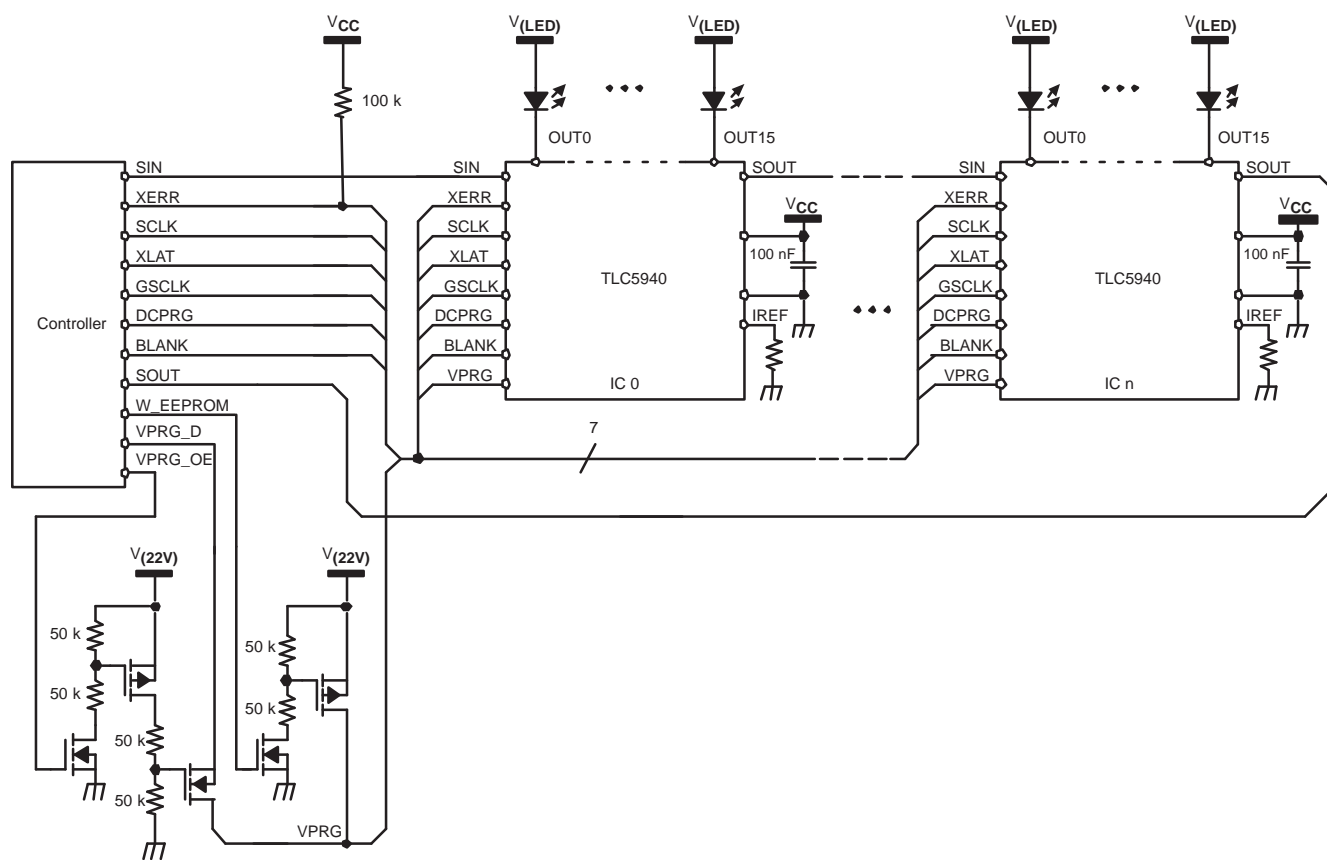 VCC
V(LED)
V(LED)
V(LED)
V(LED)
100 k
OUT0
OUT15
OUT0
OUT15
Controller
SIN
XERR
SCLK
XLAT
GSCLK
DCPRG
BLANK
SOUT
W_EEPROM
VPRG_D
VPRG_OE
SIN
XERR
SCLK
XLAT
GSCLK
DCPRG
BLANK
VPRG
TLC5940
IC 0
SOUT
VCC
100 nF
IREF
SIN
XERR
SCLK
XLAT
GSCLK
DCPRG
BLANK
VPRG
TLC5940
IC n
SOUT
VCC
100 nF
IREF
7
V(22V)
50 k
50 k
50 k
50 k
V(22V)
50 k
50 k
VPRG